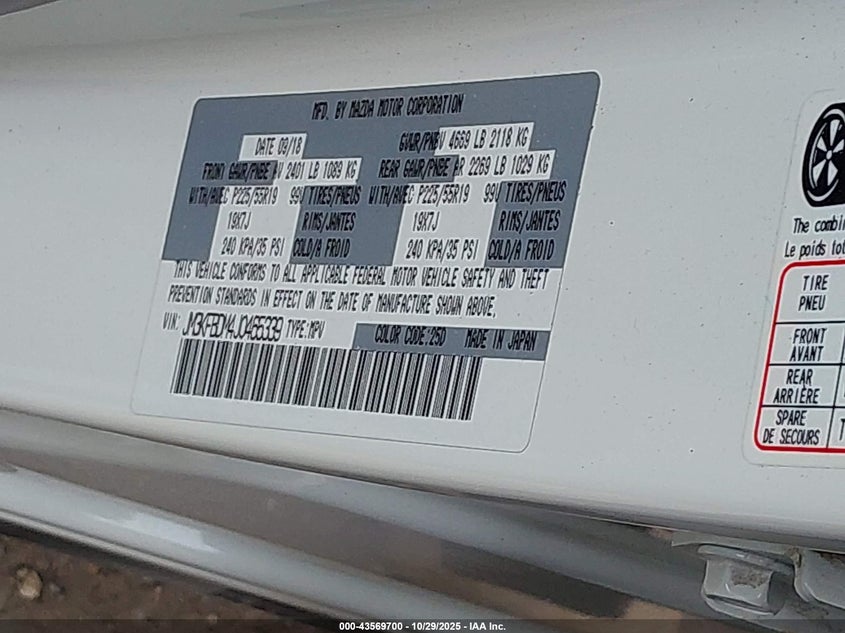 MFD. BY MAZDA MOTOR CORPORATION
DATE 09/18 GVWR/PNBV 4669 LB 2118 KG
FRONT GAWR/PNBE AV 2401 LB 1089 KG REAR GAWR/PNBE AR 2269 LB 1029 KG
WITH/AVEC P225/55R19 99V TIRES/PNEUS WITH/AVEC P225/55R19 99V TIRES/PNEUS
19X7J RIMS/JANTES 19X7J RIMS/JANTES
240 KPA/35 PSI COLD/A FROID 240 KPA/35 PSI COLD/A FROID
THIS VEHICLE CONFORMS TO ALL APPLICABLE FEDERAL MOTOR VEHICLE SAFETY AND THEFT
PREVENTION STANDARDS IN EFFECT ON THE DATE OF MANUFACTURE SHOWN ABOVE.
VIN: JM3KFBDM4J0465339 TYPE:MPV
COLOR CODE:25D MADE IN JAPAN
The combin
Le poids tot
TIRE
PNEU
FRONT
AVANT
REAR
ARRIÈRE
SPARE
DE SECOURS
T
000-43569700 - 10/29/2025 - IAA Inc.